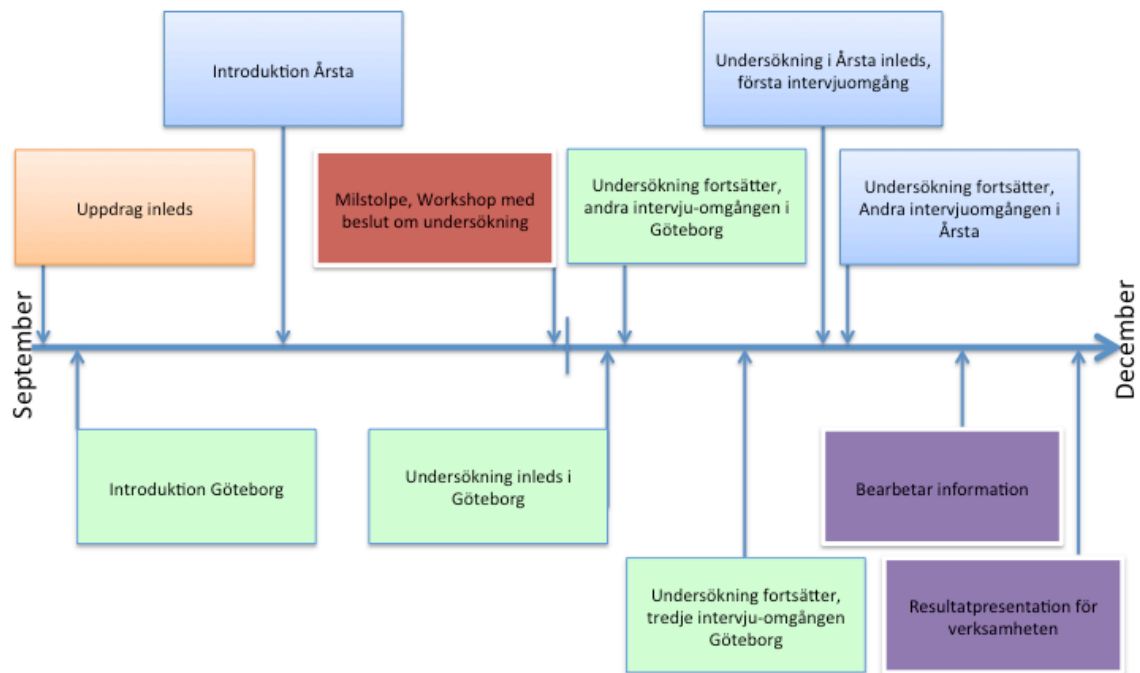 Introduktion Årsta
Undersökning i Årsta inleds,
första intervjuomgång
Uppdrag inleds
Milstolpe, Workshop med
beslut om undersökning
Undersökning fortsätter,
andra intervju-omgången i
Göteborg
Undersökning fortsätter,
Andra intervjuomgången i
Årsta
September
December
Introduktion Göteborg
Undersökning inleds i
Göteborg
Bearbetar information
Undersökning fortsätter,
tredje intervju-omgången
Göteborg
Resultatpresentation för
verksamheten